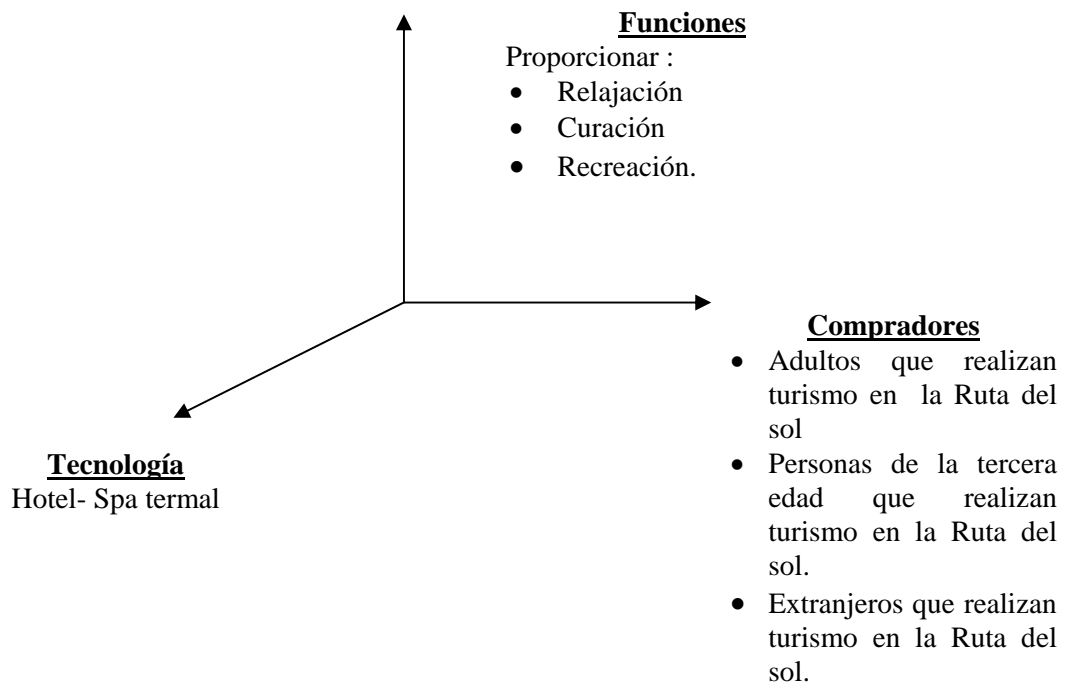 Funciones
Proporcionar :
• Relajación
• Curación
• Recreación.
Compradores
• Adultos que realizan
turismo en la Ruta del
sol
• Personas de la tercera
edad que realizan
turismo en la Ruta del
sol.
• Extranjeros que realizan
turismo en la Ruta del
sol.
Tecnología
Hotel- Spa termal